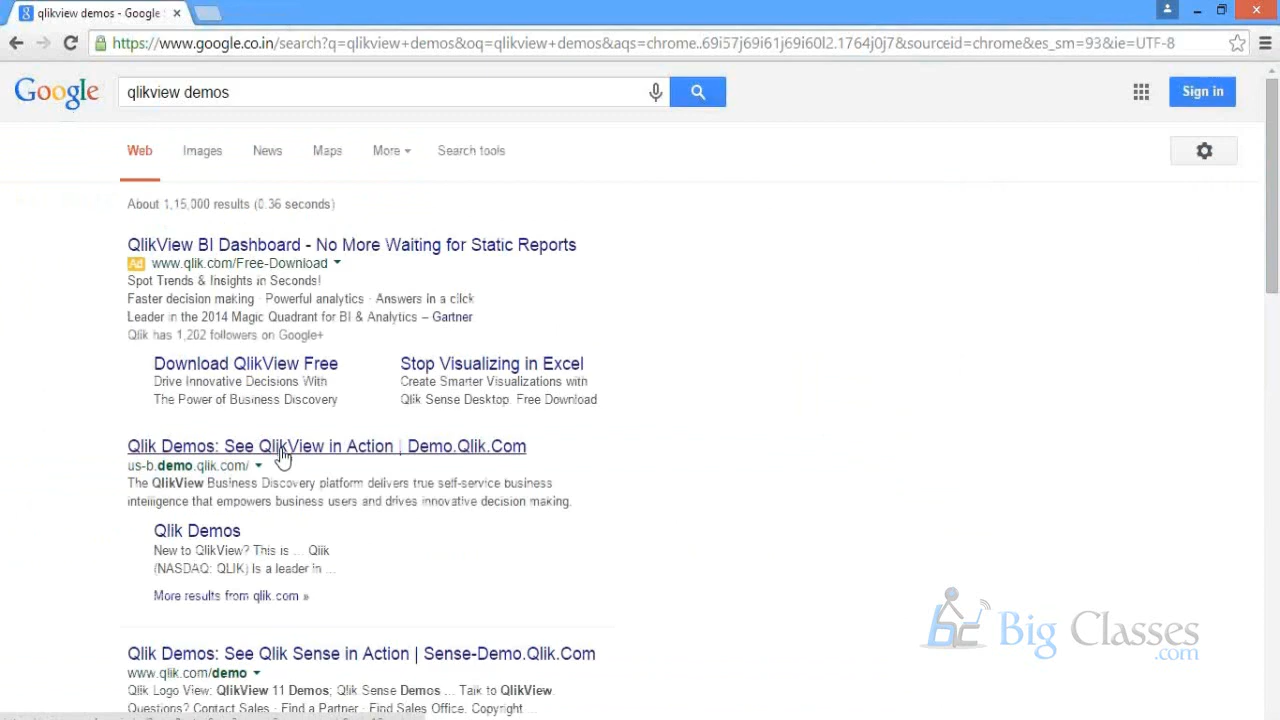 qlikview demos - Google
https://www.google.co.in/search?q=qlikview+demos&oq=qlikview+demos&aqs=chrome..69i57j69i61j69i60l2.1764j0j7&sourceid=chrome&es_sm=93&ie=UTF-8
Google
qlikview demos
Sign in
Web Images News Maps More Search tools
About 1,15,000 results (0.36 seconds)
QlikView BI Dashboard - No More Waiting for Static Reports
Ad www.qlik.com/Free-Download
Spot Trends & Insights in Seconds!
Faster decision making · Powerful analytics · Answers in a click
Leader in the 2014 Magic Quadrant for BI & Analytics – Gartner
Qlik has 1,202 followers on Google+
Download QlikView Free
Drive Innovative Decisions With
The Power of Business Discovery
Stop Visualizing in Excel
Create Smarter Visualizations with
Qlik Sense Desktop. Free Download
Qlik Demos: See QlikView in Action | Demo.Qlik.Com
us-b.demo.qlik.com/
The QlikView Business Discovery platform delivers true self-service business
intelligence that empowers business users and drives innovative decision making.
Qlik Demos
New to QlikView? This is ... Qlik
(NASDAQ: QLIK) Is a leader in ...
More results from qlik.com »
Qlik Demos: See Qlik Sense in Action | Sense-Demo.Qlik.Com
www.qlik.com/demo
Qlik Logo View: QlikView 11 Demos; Qlik Sense Demos ... Talk to QlikView.
Questions? Contact Sales · Find a Partner · Find Sales Office. Copyright ...
Big Classes
.com